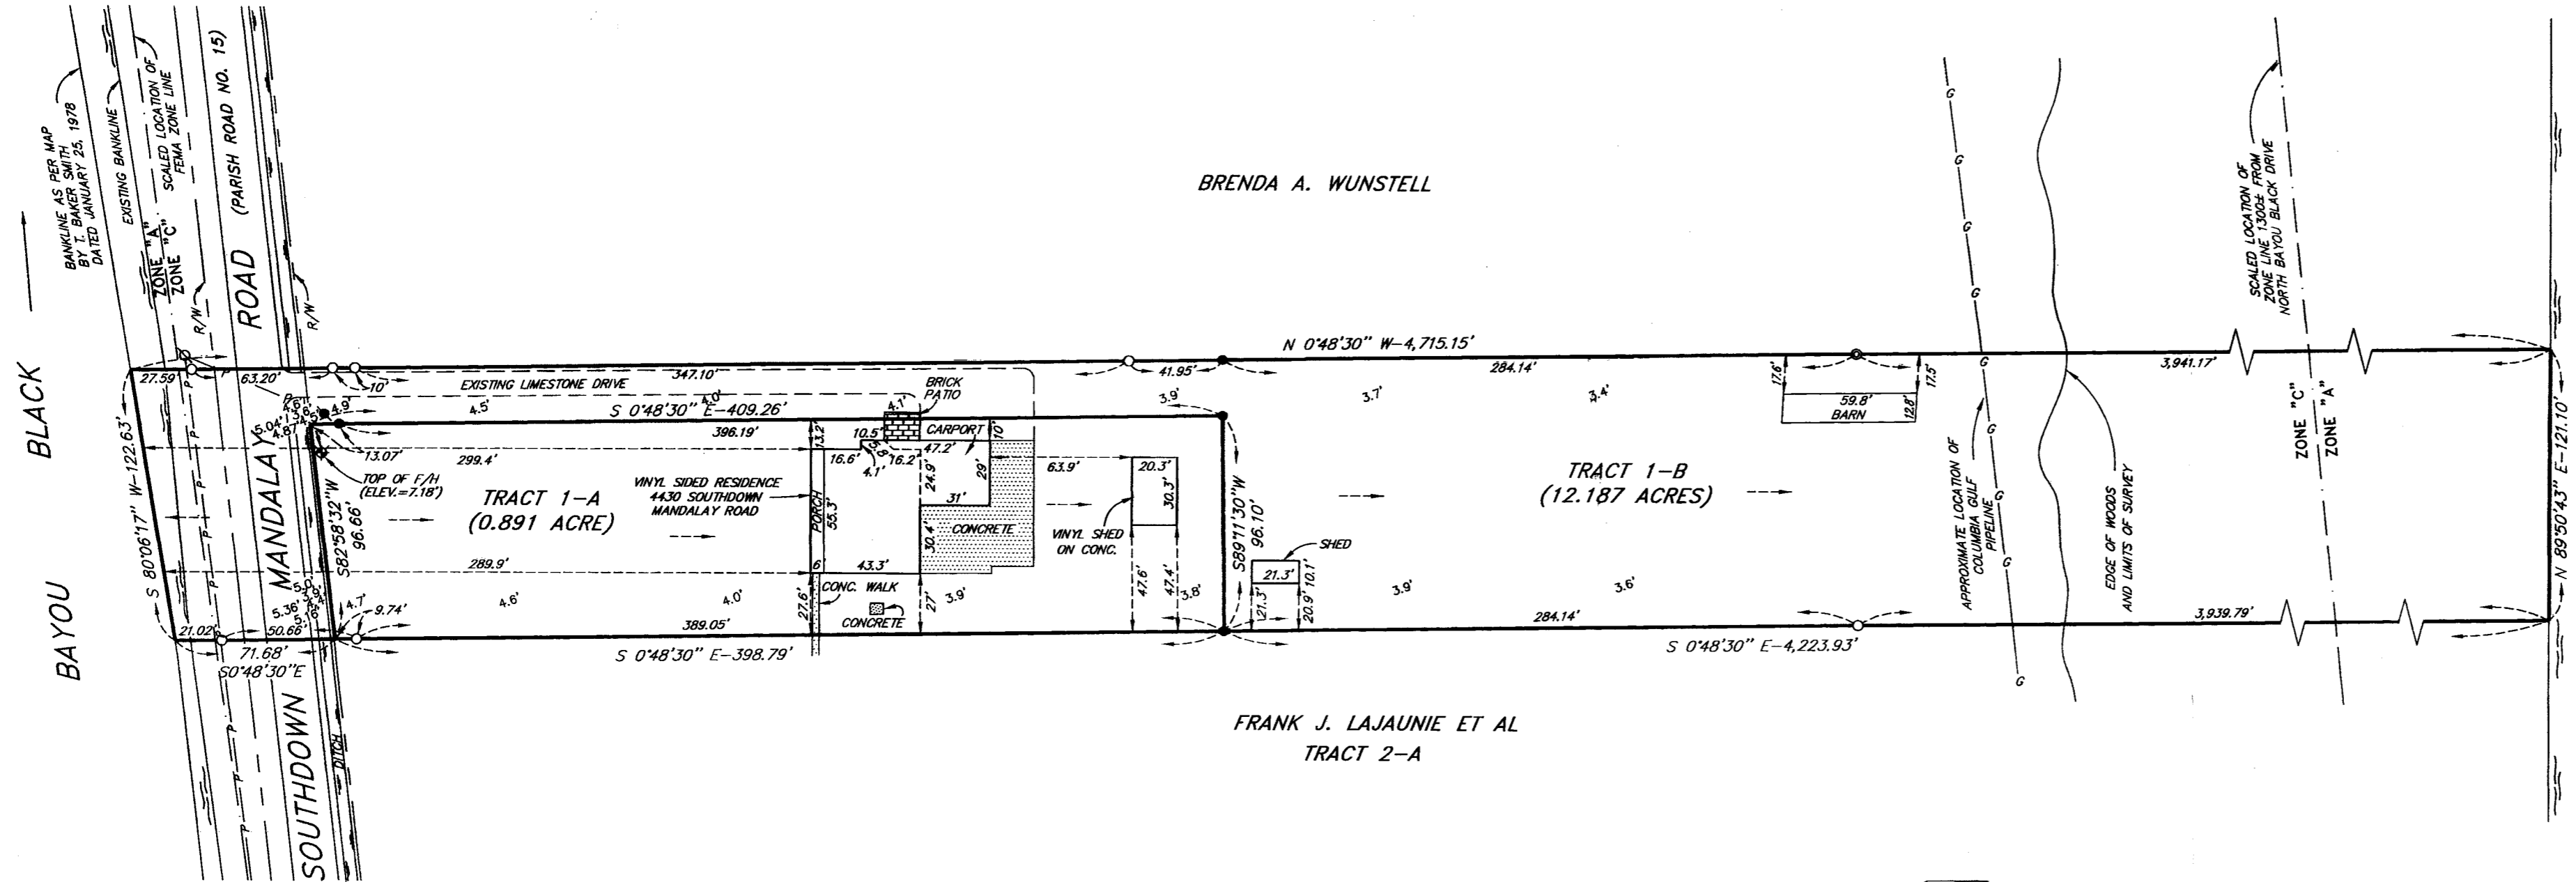 BANKLINE AS PER MAP
BY T. BAKER SMITH
DATED JANUARY 25, 1978
EXISTING BANKLINE
ZONE "A"
ZONE "C"
SCALED LOCATION OF
FEMA ZONE LINE
R/W
ROAD (PARISH ROAD NO. 15)
R/W
BLACK
BAYOU
MANDALAY
SOUTHDOWN
DITCH
BRENDA A. WUNSTELL
N 0°48'30" W-4,715.15'
27.59'
63.20'
10'
347.10'
41.95'
284.14'
3,941.17'
EXISTING LIMESTONE DRIVE
BRICK
PATIO
4.9'
4.5'
4.0'
4.1'
3.9'
3.7'
3.4'
S 0°48'30" E-409.26'
5.04'
4.87'
396.19'
13.07'
299.4'
TOP OF F/H
(ELEV.=7.18')
S 80°06'17" W-122.63'
S82°58'32"W
96.66'
TRACT 1-A
(0.891 ACRE)
VINYL SIDED RESIDENCE
4430 SOUTHDOWN
MANDALAY ROAD
PORCH
55.3'
13.2'
16.6'
10.5'
4.1'
16.2'
47.2'
CARPORT
10'
24.9'
29'
31'
30.4'
CONCRETE
63.9'
20.3'
30.3'
VINYL SHED
ON CONC.
47.6'
47.4'
289.9'
6'
43.3'
CONC. WALK
27.6'
27'
CONCRETE
4.7'
4.6'
4.0'
3.9'
3.8'
5.36'
9.74'
21.02'
50.66'
389.05'
71.68'
S0°48'30"E
S 0°48'30" E-398.79'
S89°11'30"W
96.10'
SHED
21.3'
10.1'
21.3'
20.9'
3.9'
3.6'
TRACT 1-B
(12.187 ACRES)
17.6'
17.5'
59.8'
BARN
12.8'
284.14'
S 0°48'30" E-4,223.93'
3,939.79'
G
G
G
G
G
G
G
G
G
APPROXIMATE LOCATION OF
COLUMBIA GULF
PIPELINE
EDGE OF WOODS
AND LIMITS OF SURVEY
SCALED LOCATION OF
ZONE LINE 1300± FROM
NORTH BAYOU BLACK DRIVE
ZONE "C"
ZONE "A"
N 89°50'43" E-121.10'
FRANK J. LAJAUNIE ET AL
TRACT 2-A